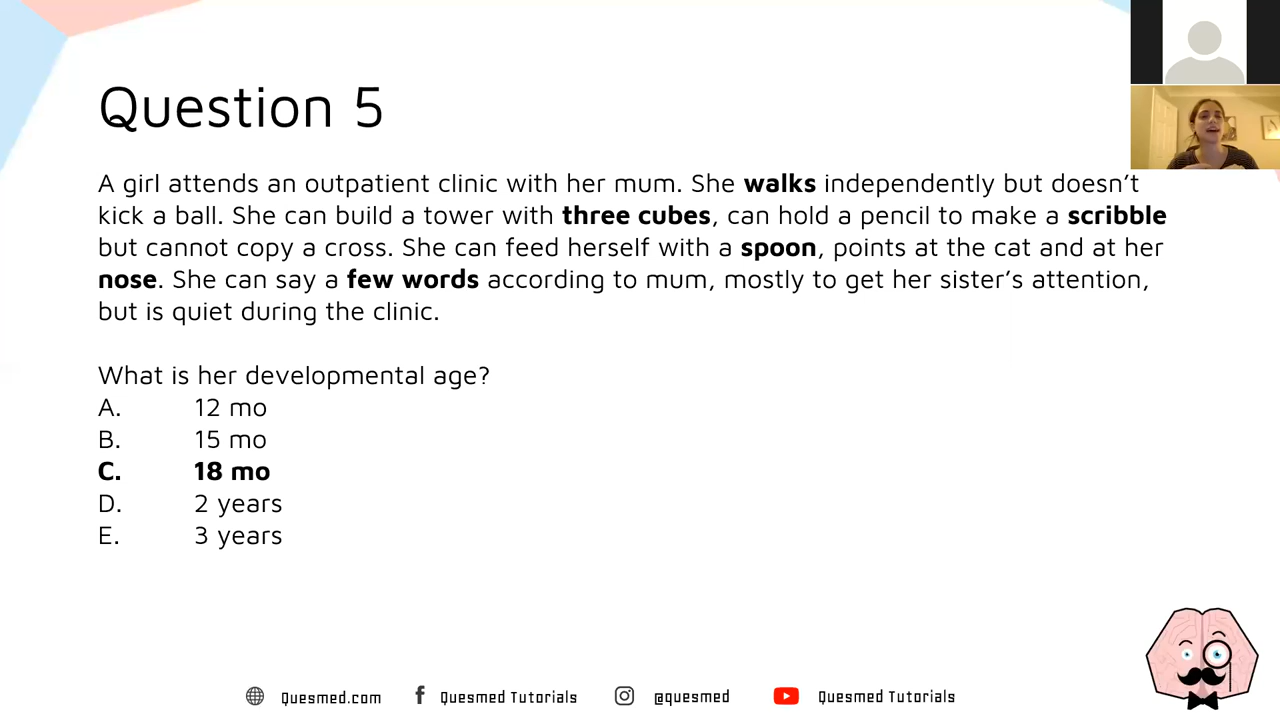 Question 5
A girl attends an outpatient clinic with her mum. She walks independently but doesn't
kick a ball. She can build a tower with three cubes, can hold a pencil to make a scribble
but cannot copy a cross. She can feed herself with a spoon, points at the cat and at her
nose. She can say a few words according to mum, mostly to get her sister's attention,
but is quiet during the clinic.
What is her developmental age?
A. 12 mo
B. 15 mo
C. 18 mo
D. 2 years
E. 3 years
Quesmed.com Quesmed Tutorials @quesmed Quesmed Tutorials